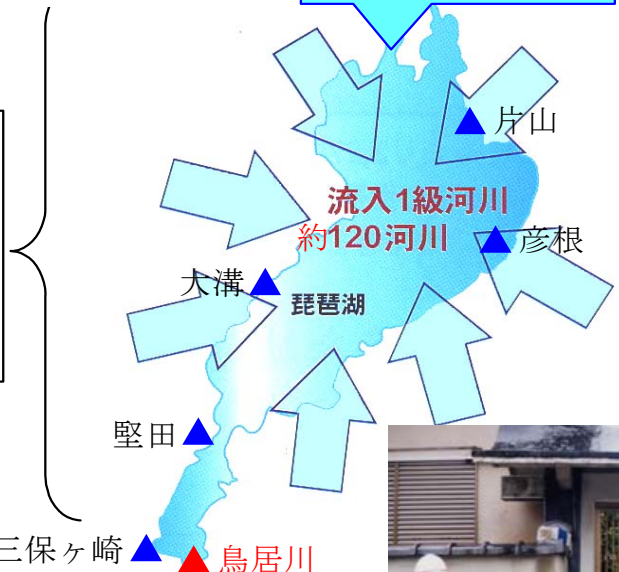 片山
流入1級河川
約120河川
彦根
大溝
琵琶湖
堅田
三保ヶ崎
鳥居川